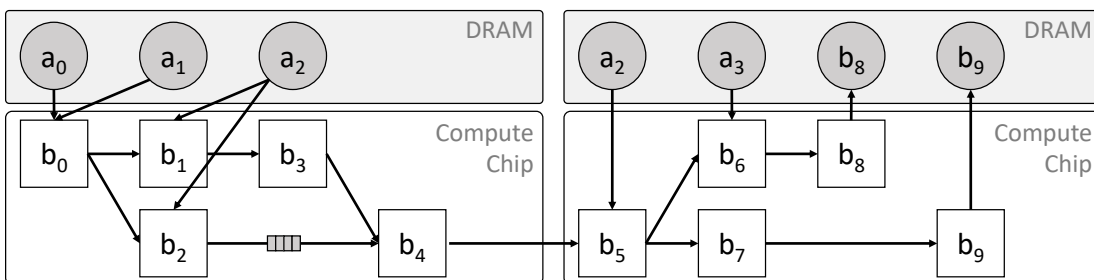 DRAM
a₀ a₁ a₂
Compute
Chip
b₀ b₁ b₃
b₂ b₄
DRAM
a₂ a₃ b₈ b₉
Compute
Chip
b₆ b₈
b₅ b₇ b₉